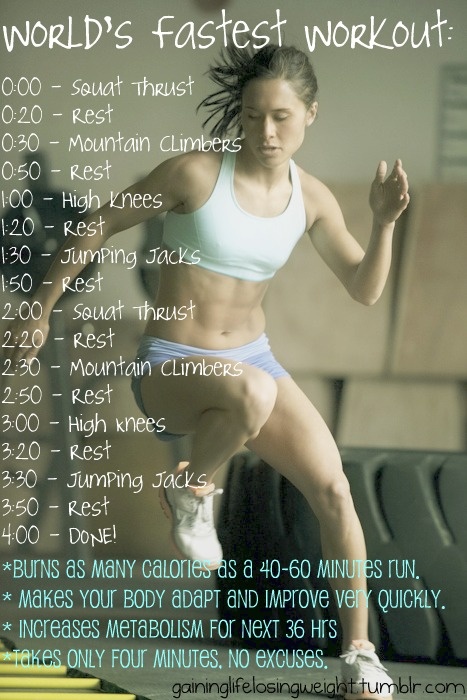 World's Fastest Workout:
0:00 - Squat Thrust
0:20 - Rest
0:30 - Mountain Climbers
0:50 - Rest
1:00 - High Knees
1:20 - Rest
1:30 - Jumping Jacks
1:50 - Rest
2:00 - Squat Thrust
2:20 - Rest
2:30 - Mountain Climbers
2:50 - Rest
3:00 - High Knees
3:20 - Rest
3:30 - Jumping Jacks
3:50 - Rest
4:00 - DONE!
*Burns as many calories as a 40-60 minutes run.
* Makes your body adapt and improve very quickly.
* Increases metabolism for next 36 hrs
*Takes only four minutes. No excuses.
gaininglifelosingweight.tumblr.com